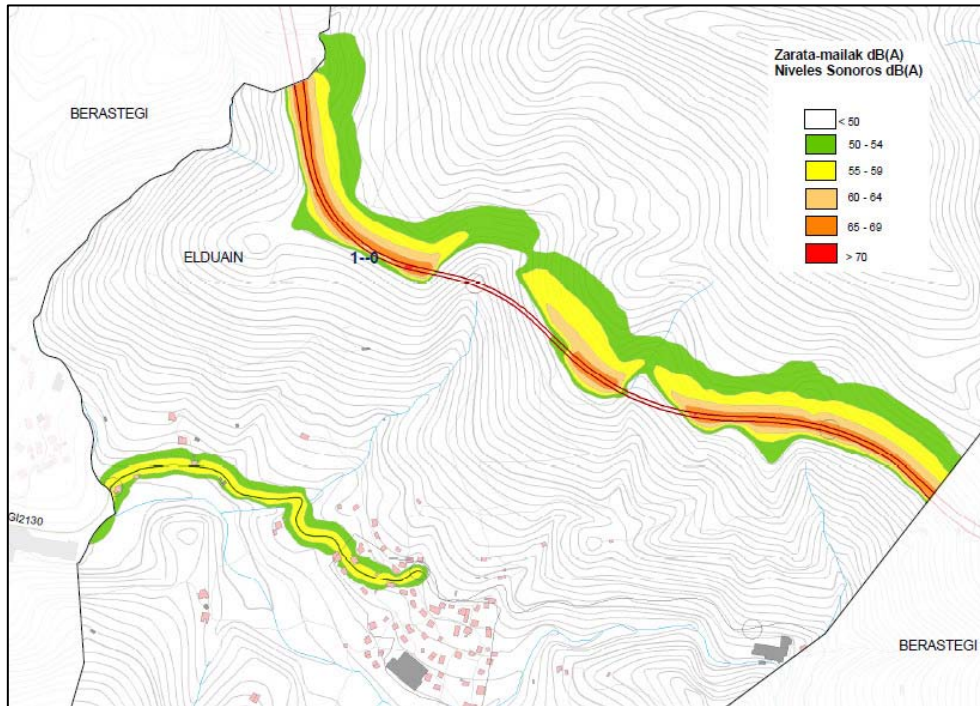 Zarata-mailak dB(A)
Niveles Sonoros dB(A)
< 50
50 - 54
55 - 59
60 - 64
65 - 69
> 70
BERASTEGI
ELDUAIN
1--0
GI2130
BERASTEGI